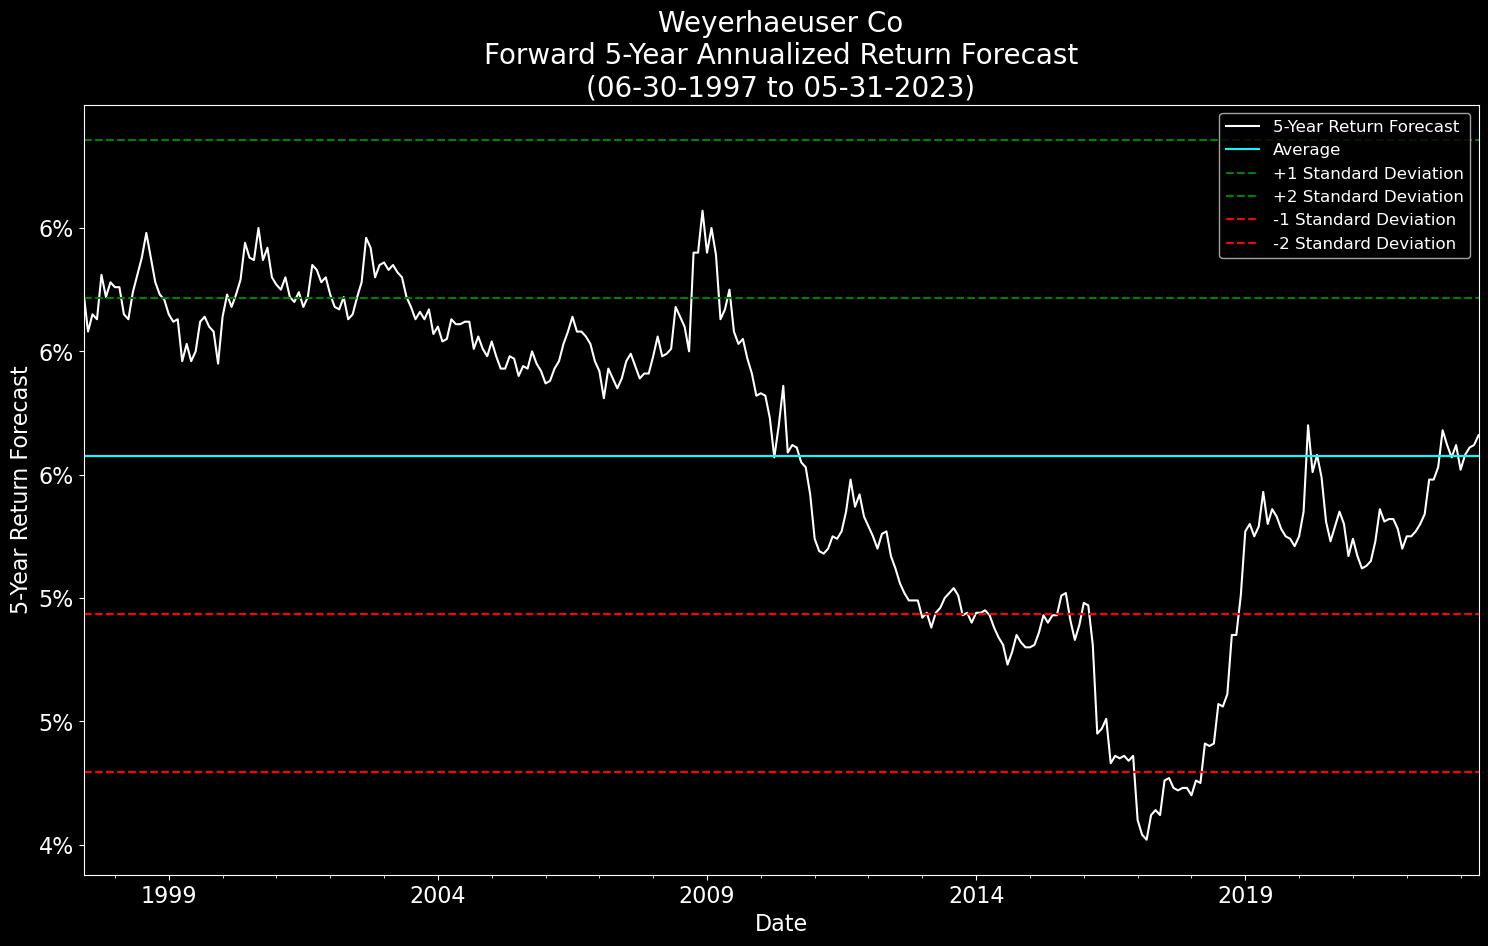 Weyerhaeuser Co
Forward 5-Year Annualized Return Forecast
(06-30-1997 to 05-31-2023)
5-Year Return Forecast
Average
+1 Standard Deviation
+2 Standard Deviation
-1 Standard Deviation
-2 Standard Deviation
6%
6%
6%
5%
5%
4%
5-Year Return Forecast
1999 2004 2009 2014 2019
Date